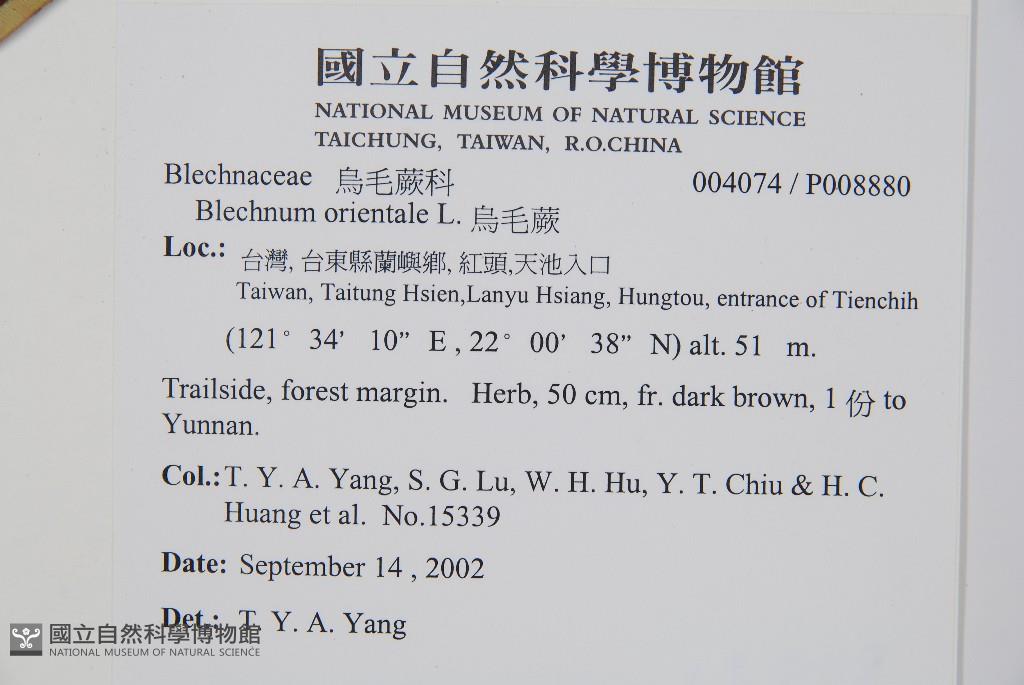 國立自然科學博物館
NATIONAL MUSEUM OF NATURAL SCIENCE
TAICHUNG, TAIWAN, R.O.CHINA
Blechnaceae 烏毛蕨科 004074 / P008880
Blechnum orientale L. 烏毛蕨
Loc.: 台灣, 台東縣蘭嶼鄉, 紅頭,天池入口
Taiwan, Taitung Hsien,Lanyu Hsiang, Hungtou, entrance of Tienchih
(121° 34’ 10” E , 22° 00’ 38” N) alt. 51 m.
Trailside, forest margin. Herb, 50 cm, fr. dark brown, 1 份 to
Yunnan.
Col.: T. Y. A. Yang, S. G. Lu, W. H. Hu, Y. T. Chiu & H. C.
Huang et al. No.15339
Date: September 14 , 2002
Det.: T. Y. A. Yang
國立自然科學博物館
NATIONAL MUSEUM OF NATURAL SCIENCE